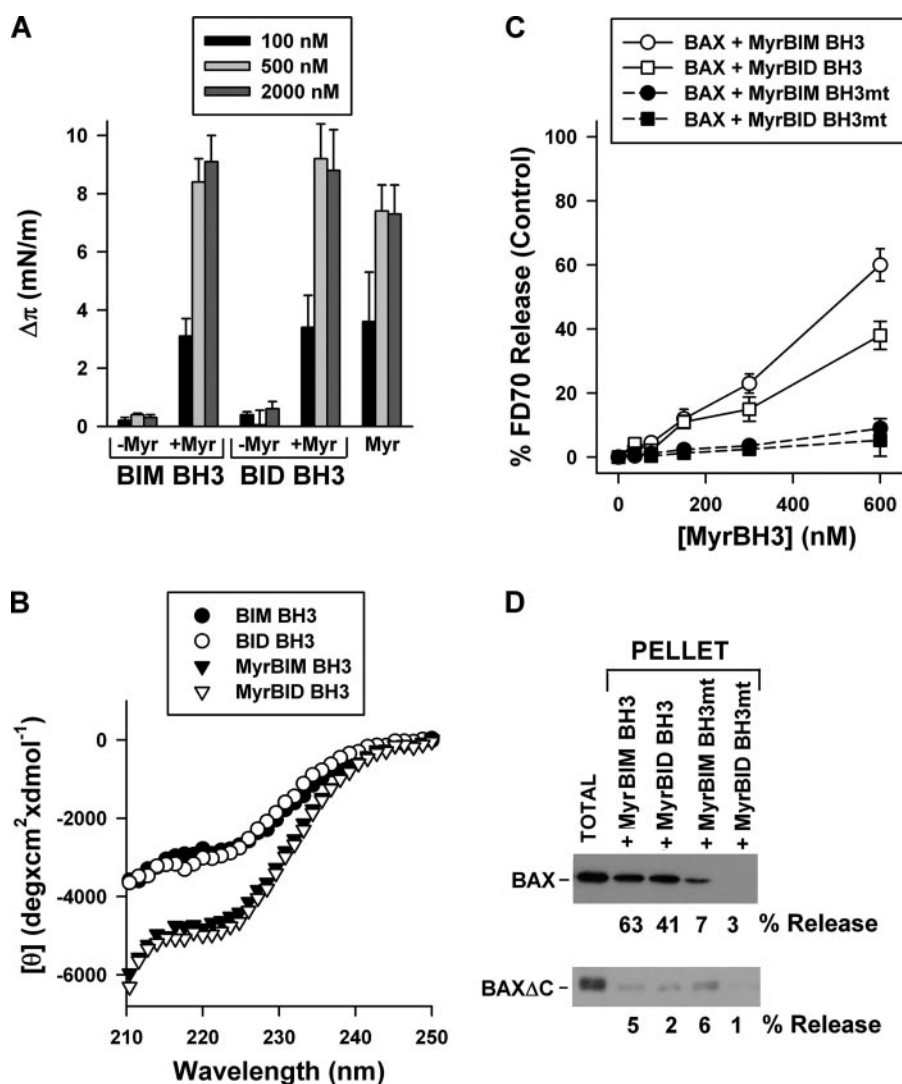 A
100 nM
500 nM
2000 nM
10
8
6
4
2
0
Δπ (mN/m)
-Myr +Myr -Myr +Myr Myr
BIM BH3 BID BH3
C
BAX + MyrBIM BH3
BAX + MyrBID BH3
BAX + MyrBIM BH3mt
BAX + MyrBID BH3mt
100
80
60
40
20
0
% FD70 Release (Control)
0 200 400 600
[MyrBH3] (nM)
B
BIM BH3
BID BH3
MyrBIM BH3
MyrBID BH3
0
-2000
-4000
-6000
[θ] (degxcm²xdmol⁻¹)
210 220 230 240 250
Wavelength (nm)
D
PELLET
TOTAL
+ MyrBIM BH3
+ MyrBID BH3
+ MyrBIM BH3mt
+ MyrBID BH3mt
BAX
63 41 7 3 % Release
BAXΔC
5 2 6 1 % Release